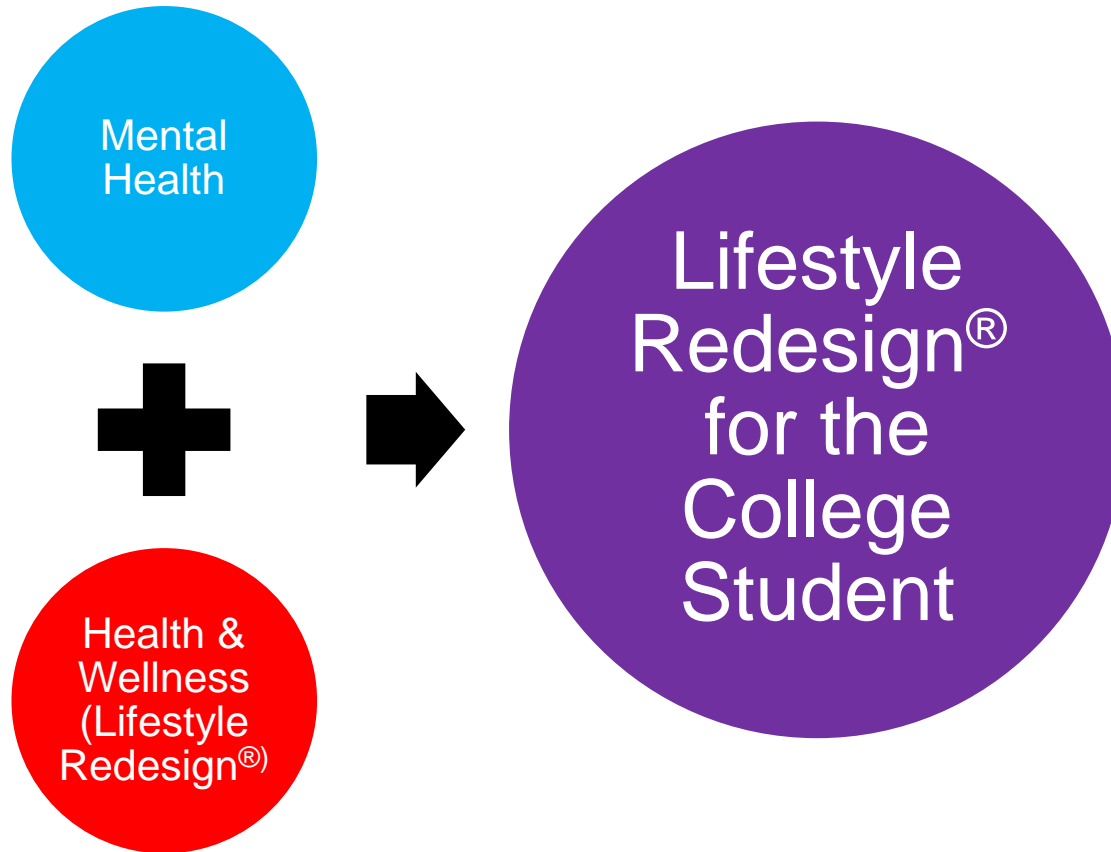 Mental
Health
Health &
Wellness
(Lifestyle
Redesign®)
Lifestyle
Redesign®
for the
College
Student